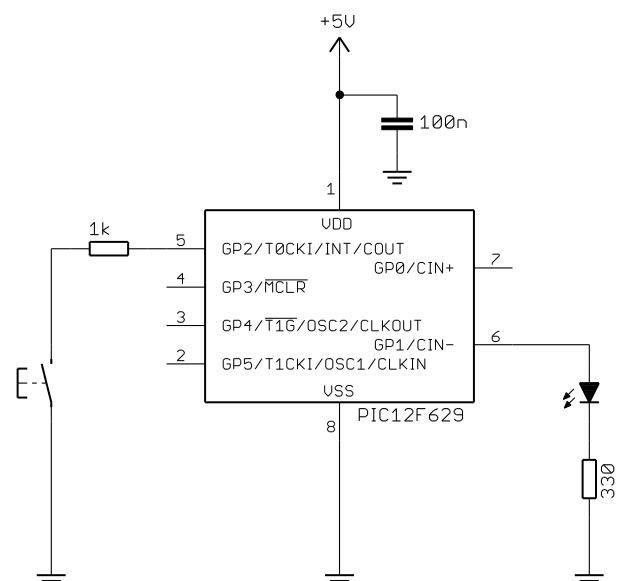 +5V
100n
1
VDD
1k
5
GP2/T0CKI/INT/COUT
7
GP0/CIN+
4
GP3/MCLR
3
GP4/T1G/OSC2/CLKOUT
6
GP1/CIN-
2
GP5/T1CKI/OSC1/CLKIN
VSS
8
PIC12F629
330